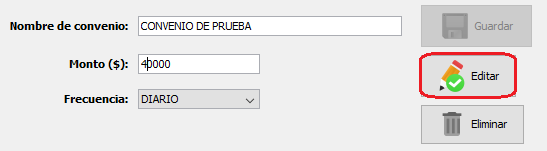 Nombre de convenio: CONVENIO DE PRUEBA Guardar
Monto ($): 40000 Editar
Frecuencia: DIARIO Eliminar